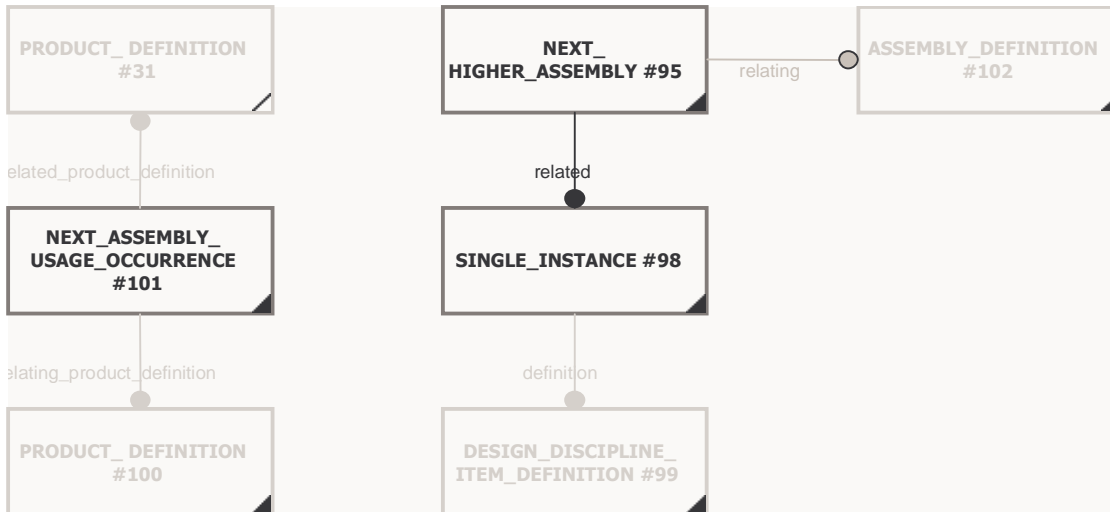 PRODUCT_ DEFINITION
#31
NEXT_
HIGHER_ASSEMBLY #95
relating
ASSEMBLY_DEFINITION
#102
elated_product_definition
related
NEXT_ASSEMBLY_
USAGE_OCCURRENCE
#101
SINGLE_INSTANCE #98
elating_product_definition
definition
PRODUCT_ DEFINITION
#100
DESIGN_DISCIPLINE_
ITEM_DEFINITION #99